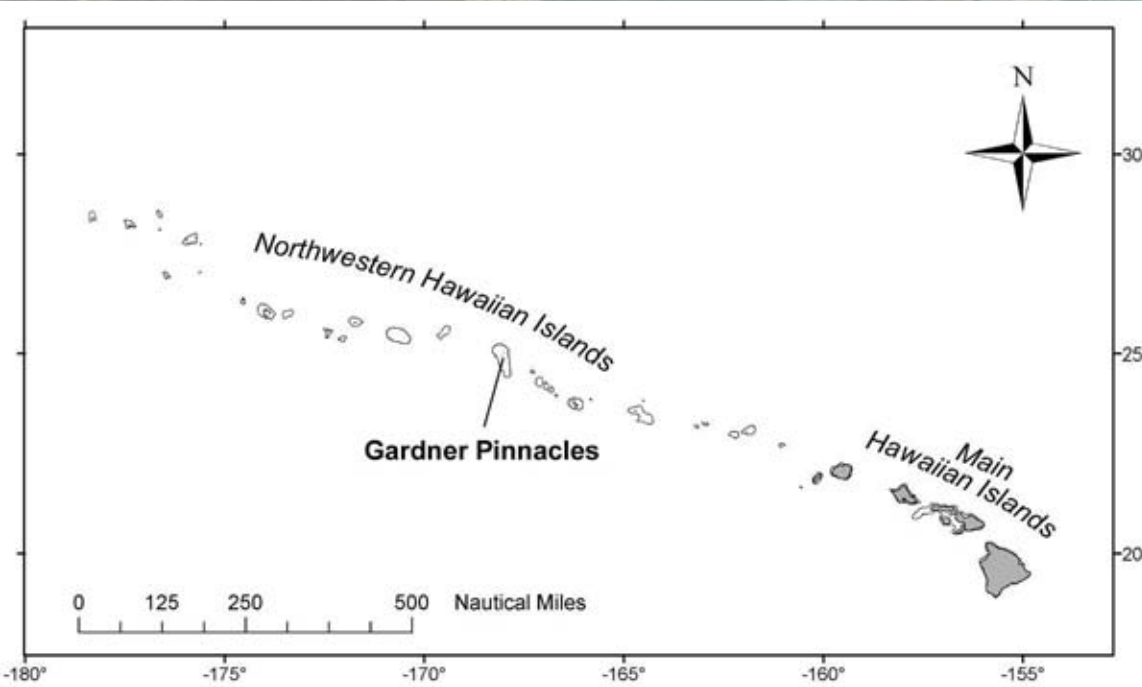 N
30
Northwestern Hawaiian Islands
25
Gardner Pinnacles
Main
Hawaiian Islands
20
0 125 250 500 Nautical Miles
-180° -175° -170° -165° -160° -155°